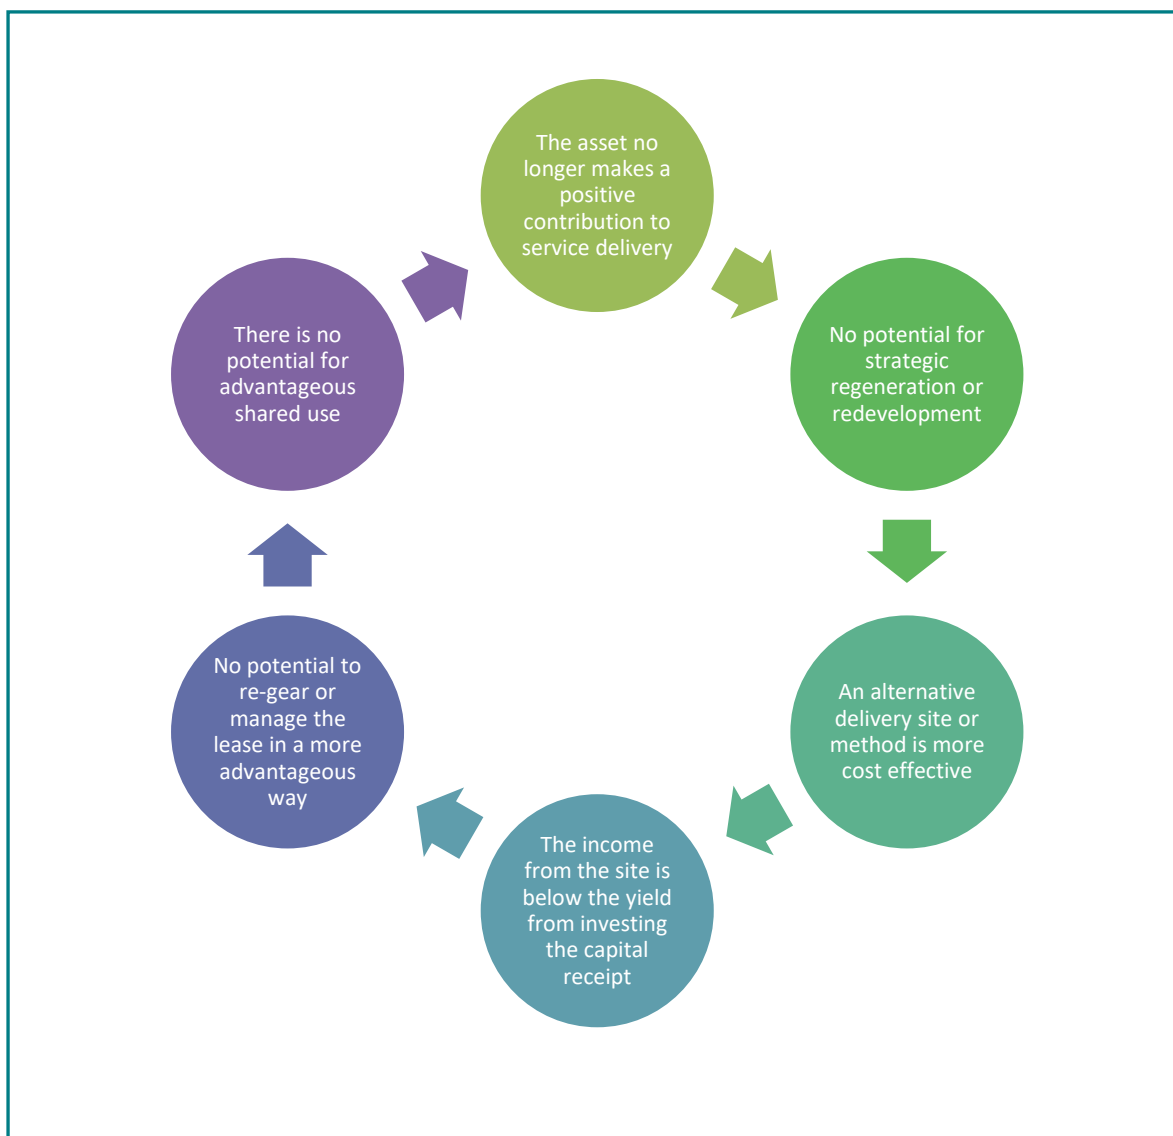 The asset no
longer makes a
positive
contribution to
service delivery
No potential for
strategic
regeneration or
redevelopment
An alternative
delivery site or
method is more
cost effective
The income
from the site is
below the yield
from investing
the capital
receipt
No potential to
re-gear or
manage the
lease in a more
advantageous
way
There is no
potential for
advantageous
shared use